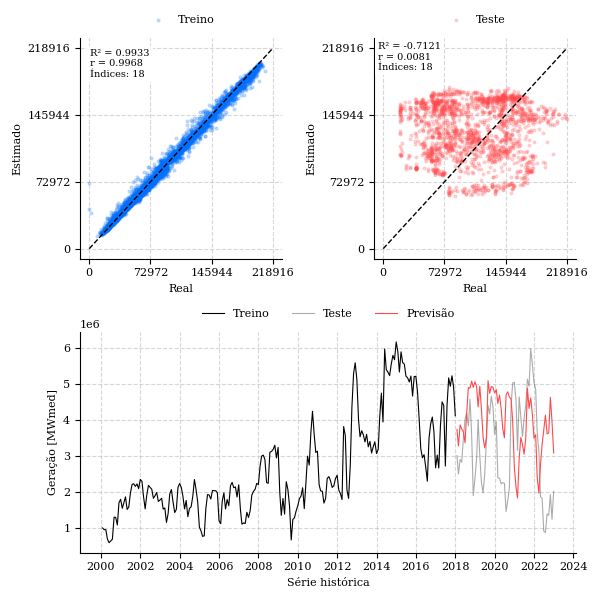 Treino
Teste
R² = 0.9933
r = 0.9968
Índices: 18
R² = -0.7121
r = 0.0081
Índices: 18
218916
145944
72972
0
Estimado
0
72972
145944
218916
Real
218916
145944
72972
0
Estimado
0
72972
145944
218916
Real
Treino
Teste
Previsão
1e6
6
5
4
3
2
1
Geração [MWmed]
2000
2002
2004
2006
2008
2010
2012
2014
2016
2018
2020
2022
2024
Série histórica